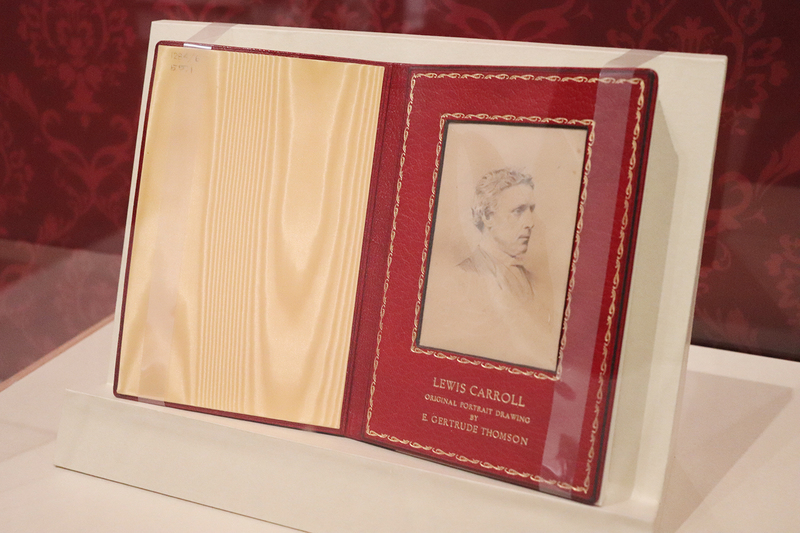 LEWIS CARROLL
ORIGINAL PORTRAIT DRAWING
BY
E. GERTRUDE THOMSON